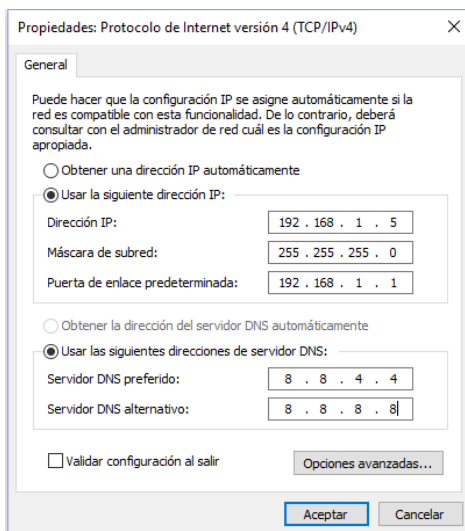 Propiedades: Protocolo de Internet versión 4 (TCP/IPv4)
General
Puede hacer que la configuración IP se asigne automáticamente si la
red es compatible con esta funcionalidad. De lo contrario, deberá
consultar con el administrador de red cuál es la configuración IP
apropiada.
Obtener una dirección IP automáticamente
Usar la siguiente dirección IP:
Dirección IP: 192 . 168 . 1 . 5
Máscara de subred: 255 . 255 . 255 . 0
Puerta de enlace predeterminada: 192 . 168 . 1 . 1
Obtener la dirección del servidor DNS automáticamente
Usar las siguientes direcciones de servidor DNS:
Servidor DNS preferido: 8 . 8 . 4 . 4
Servidor DNS alternativo: 8 . 8 . 8 . 8
Validar configuración al salir
Opciones avanzadas...
Aceptar Cancelar